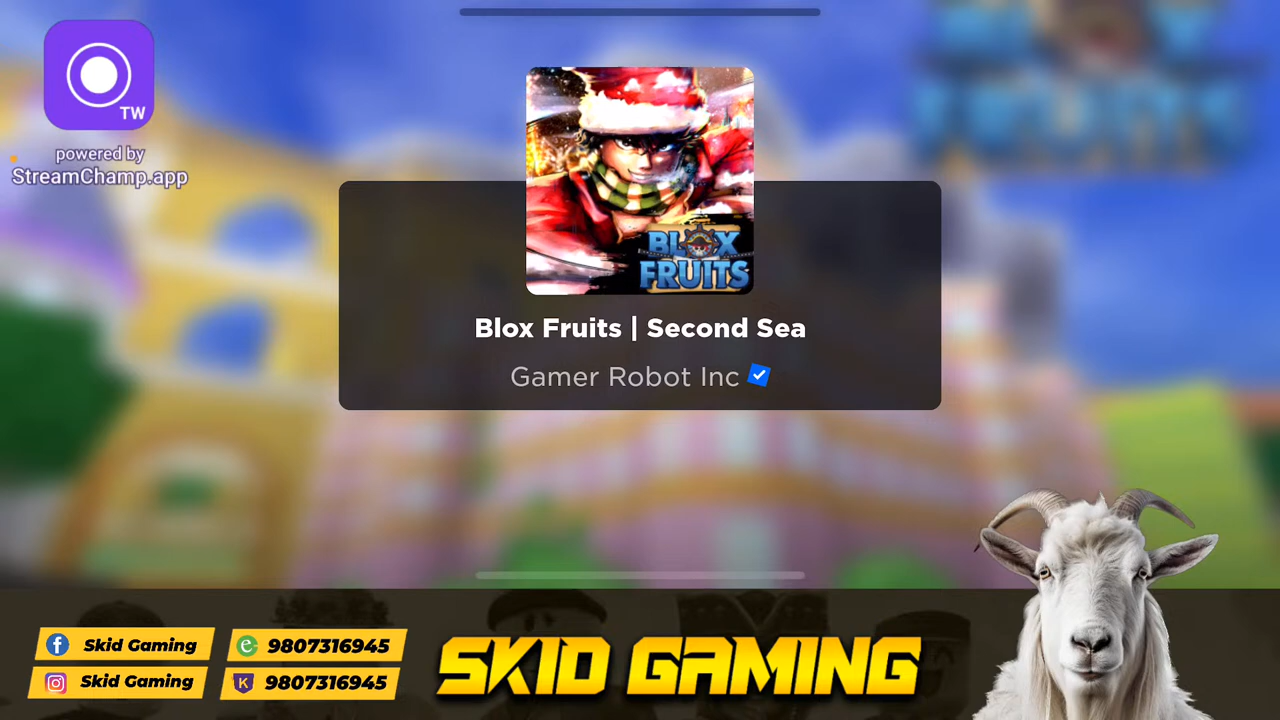 TW
powered by
StreamChamp.app
BLOX
FRUITS
Blox Fruits | Second Sea
Gamer Robot Inc
Skid Gaming
9807316945
Skid Gaming
K 9807316945
SKID GAMING